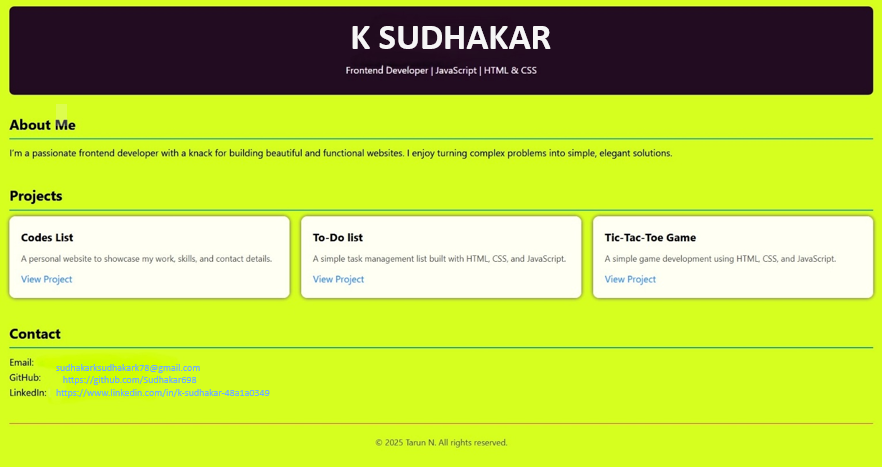 K SUDHAKAR
Frontend Developer | JavaScript | HTML & CSS
About Me
I'm a passionate frontend developer with a knack for building beautiful and functional websites. I enjoy turning complex problems into simple, elegant solutions.
Projects
Codes List
A personal website to showcase my work, skills, and contact details.
View Project
To-Do list
A simple task management list built with HTML, CSS, and JavaScript.
View Project
Tic-Tac-Toe Game
A simple game development using HTML, CSS, and JavaScript.
View Project
Contact
Email: sudhakarksudhakark78@gmail.com
GitHub: https://github.com/Sudhakar698
LinkedIn: https://www.linkedin.com/in/k-sudhakar-48a1a0349
© 2025 Tarun N. All rights reserved.